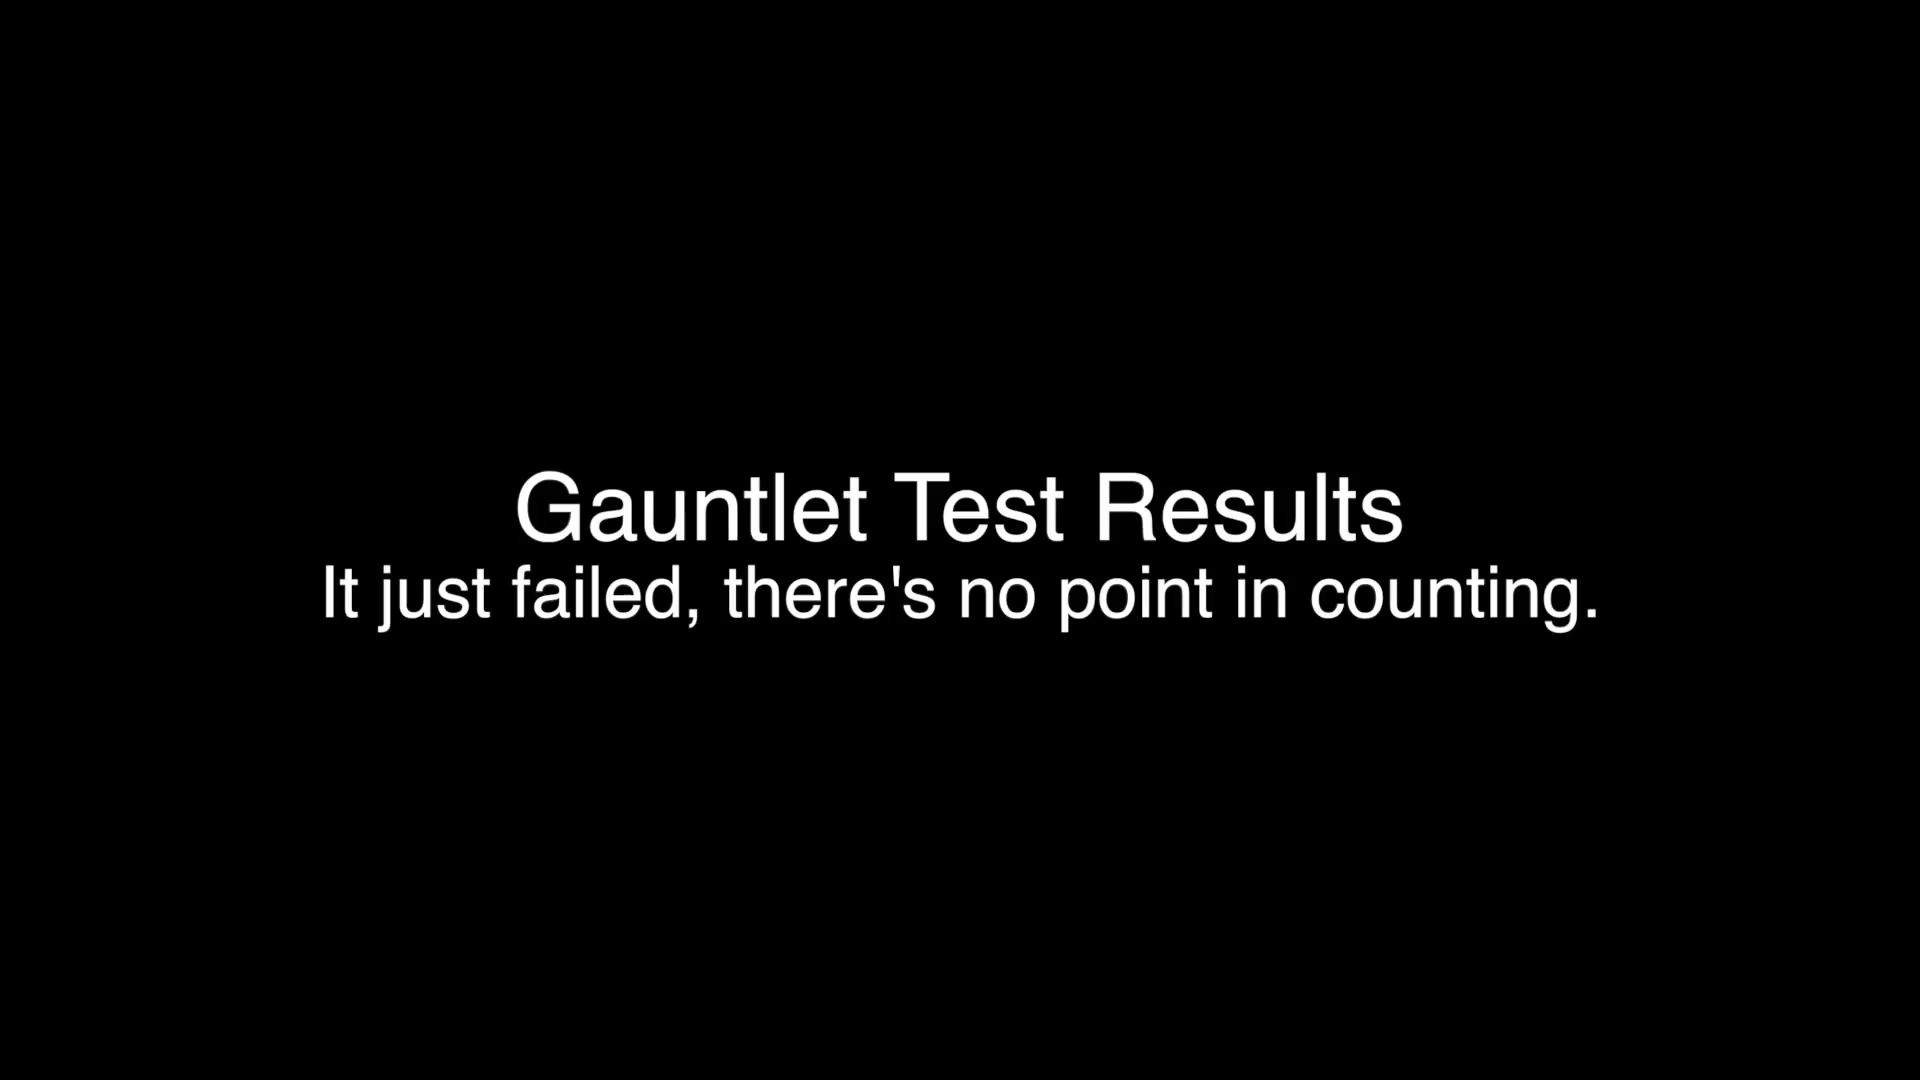 Gauntlet Test Results
It just failed, there's no point in counting.